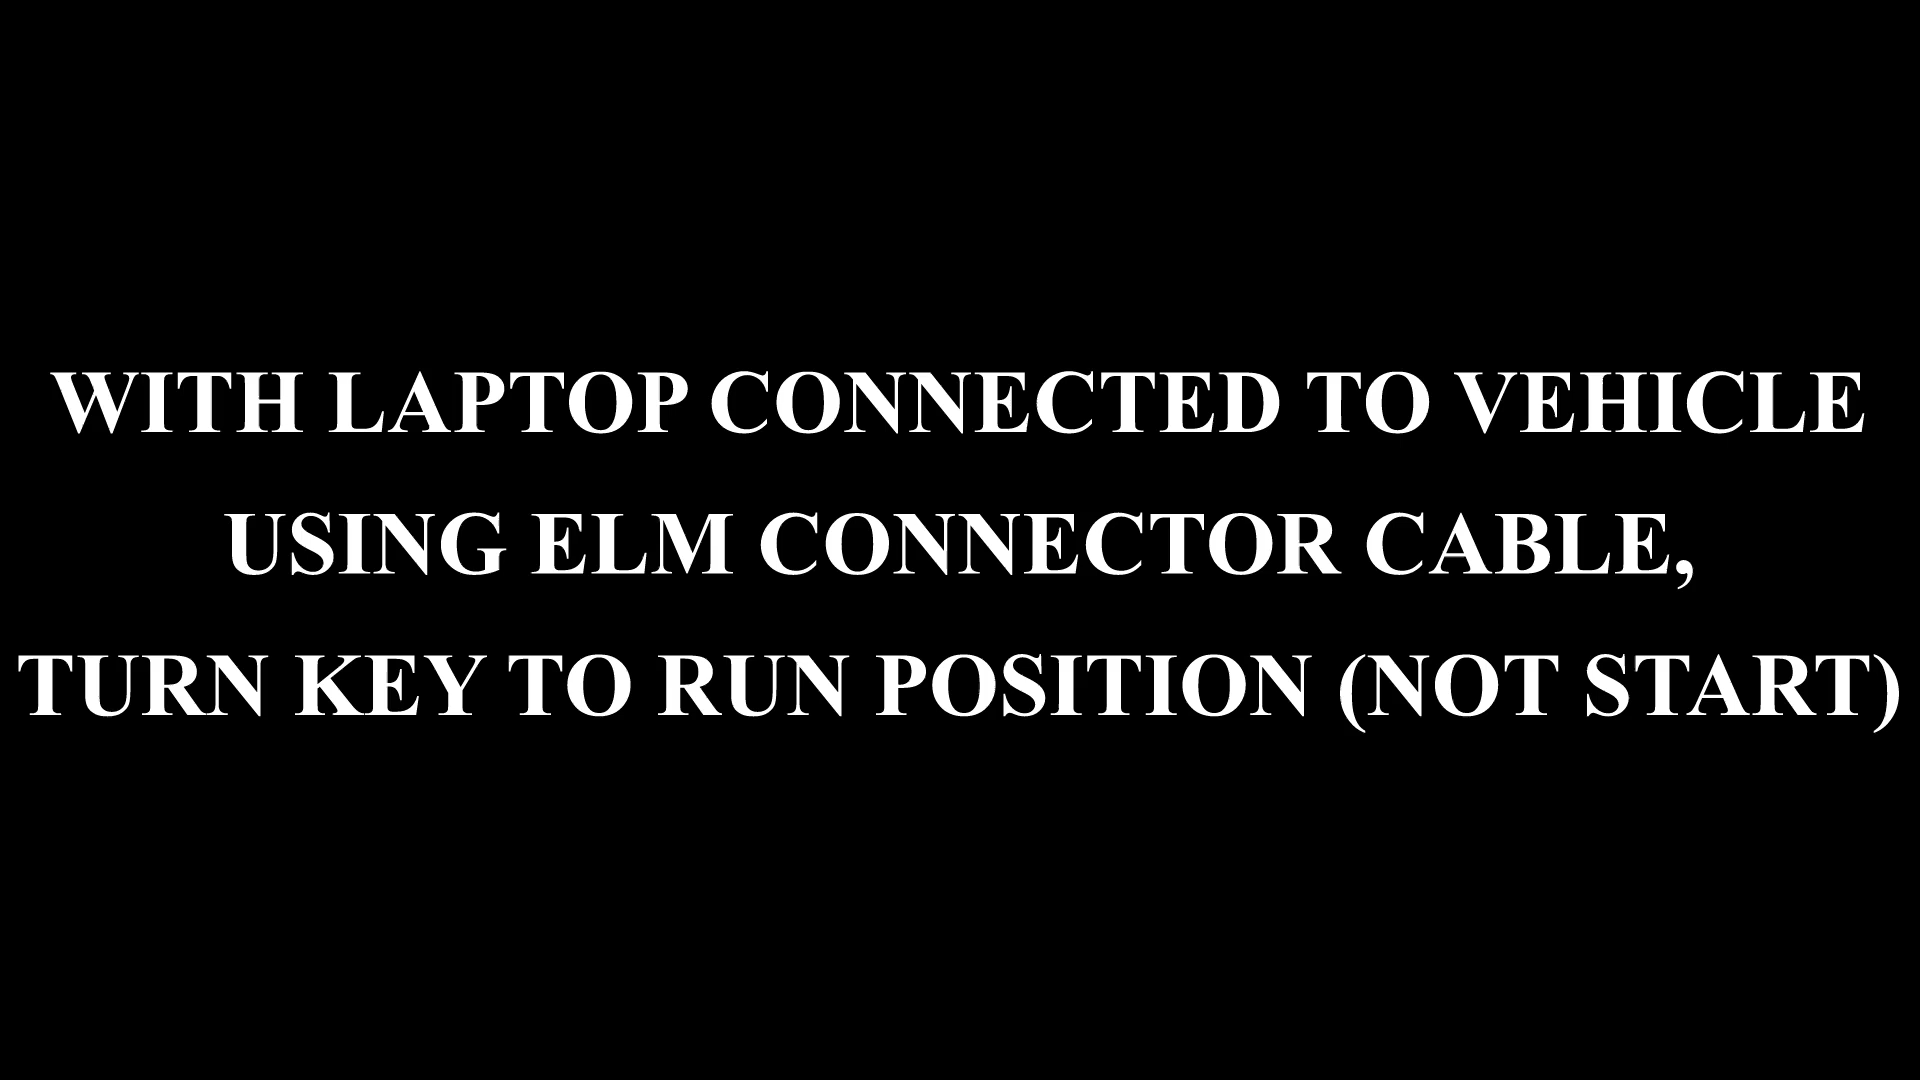 WITH LAPTOP CONNECTED TO VEHICLE
USING ELM CONNECTOR CABLE,
TURN KEY TO RUN POSITION (NOT START)